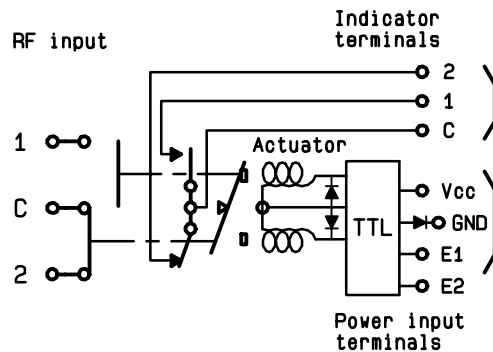 RF input
Indicator
terminals
2
1
C
Actuator
1
C
2
TTL
Vcc
GND
E1
E2
Power input
terminals